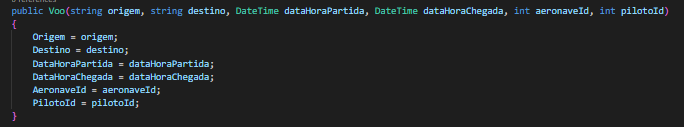 public Voo(string origem, string destino, DateTime dataHoraPartida, DateTime dataHoraChegada, int aeronaveId, int pilotoId)
{
    Origem = origem;
    Destino = destino;
    DataHoraPartida = dataHoraPartida;
    DataHoraChegada = dataHoraChegada;
    AeronaveId = aeronaveId;
    PilotoId = pilotoId;
}